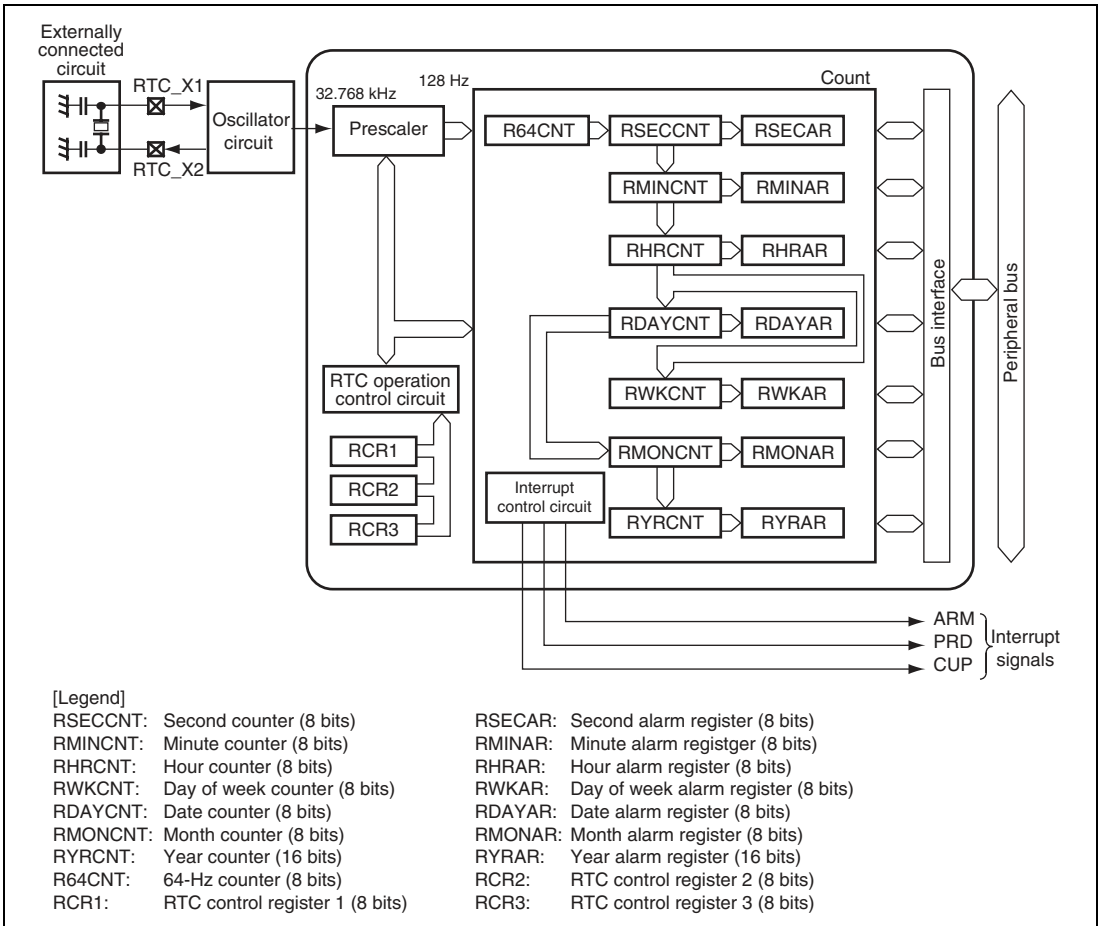 Externally
connected
circuit
RTC_X1
RTC_X2
Oscillator
circuit
32.768 kHz
128 Hz
Prescaler
Count
R64CNT
RSECCNT
RSECAR
RMINCNT
RMINAR
RHRCNT
RHRAR
RDAYCNT
RDAYAR
RWKCNT
RWKAR
RMONCNT
RMONAR
RYRCNT
RYRAR
RTC operation
control circuit
RCR1
RCR2
RCR3
Interrupt
control circuit
Bus interface
Peripheral bus
ARM
PRD
CUP
Interrupt
signals
[Legend]
RSECCNT: Second counter (8 bits) RSECAR: Second alarm register (8 bits)
RMINCNT: Minute counter (8 bits) RMINAR: Minute alarm registger (8 bits)
RHRCNT: Hour counter (8 bits) RHRAR: Hour alarm register (8 bits)
RWKCNT: Day of week counter (8 bits) RWKAR: Day of week alarm register (8 bits)
RDAYCNT: Date counter (8 bits) RDAYAR: Date alarm register (8 bits)
RMONCNT: Month counter (8 bits) RMONAR: Month alarm register (8 bits)
RYRCNT: Year counter (16 bits) RYRAR: Year alarm register (16 bits)
R64CNT: 64-Hz counter (8 bits) RCR2: RTC control register 2 (8 bits)
RCR1: RTC control register 1 (8 bits) RCR3: RTC control register 3 (8 bits)